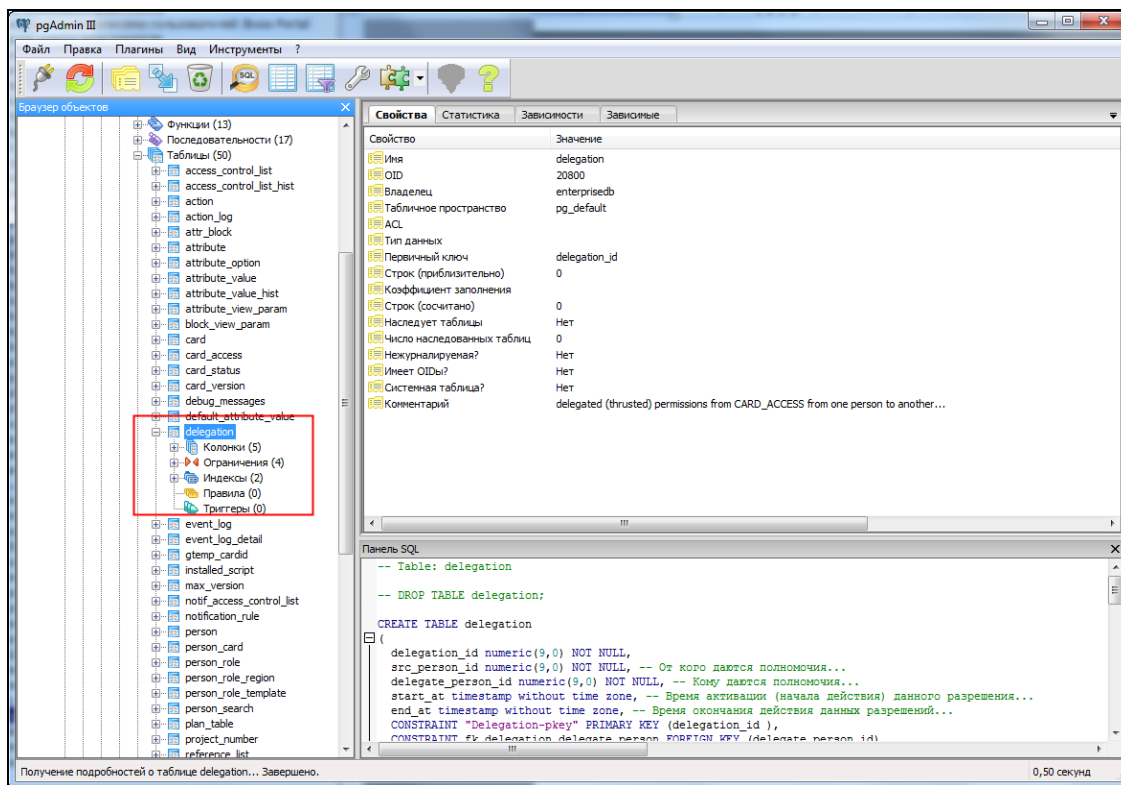 pgAdmin III
Файл Правка Плагины Вид Инструменты ?
SQL
Браузер объектов
Функции (13)
Последовательности (17)
Таблицы (50)
access_control_list
access_control_list_hist
action
action_log
attr_block
attribute
attribute_option
attribute_value
attribute_value_hist
attribute_view_param
block_view_param
card
card_access
card_status
card_version
debug_messages
default_attribute_value
delegation
Колонки (5)
Ограничения (4)
Индексы (2)
Правила (0)
Триггеры (0)
event_log
event_log_detail
gtemp_cardid
installed_script
max_version
notif_access_control_list
notification_rule
person
person_card
person_role
person_role_region
person_role_template
person_search
plan_table
project_number
reference_list
Свойства Статистика Зависимости Зависимые
Свойство Значение
Имя delegation
OID 20800
Владелец enterprisedb
Табличное пространство pg_default
ACL
Тип данных
Первичный ключ delegation_id
Строк (приблизительно) 0
Коэффициент заполнения
Строк (сосчитано) 0
Наследует таблицы Нет
Число наследованных таблиц 0
Нежурналируемая? Нет
Имеет OIDы? Нет
Системная таблица? Нет
Комментарий delegated (thrusted) permissions from CARD_ACCESS from one person to another...
Панель SQL
-- Table: delegation
-- DROP TABLE delegation;
CREATE TABLE delegation
(
delegation_id numeric(9,0) NOT NULL,
src_person_id numeric(9,0) NOT NULL, -- От кого даются полномочия...
delegate_person_id numeric(9,0) NOT NULL, -- Кому даются полномочия...
start_at timestamp without time zone, -- Время активации (начала действия) данного разрешения...
end_at timestamp without time zone, -- Время окончания действия данных разрешений...
CONSTRAINT "Delegation-pkey" PRIMARY KEY (delegation_id ),
CONSTRAINT fk_delegation_delegate_person FOREIGN KEY (delegate_person_id)
Получение подробностей о таблице delegation... Завершено.
0,50 секунд